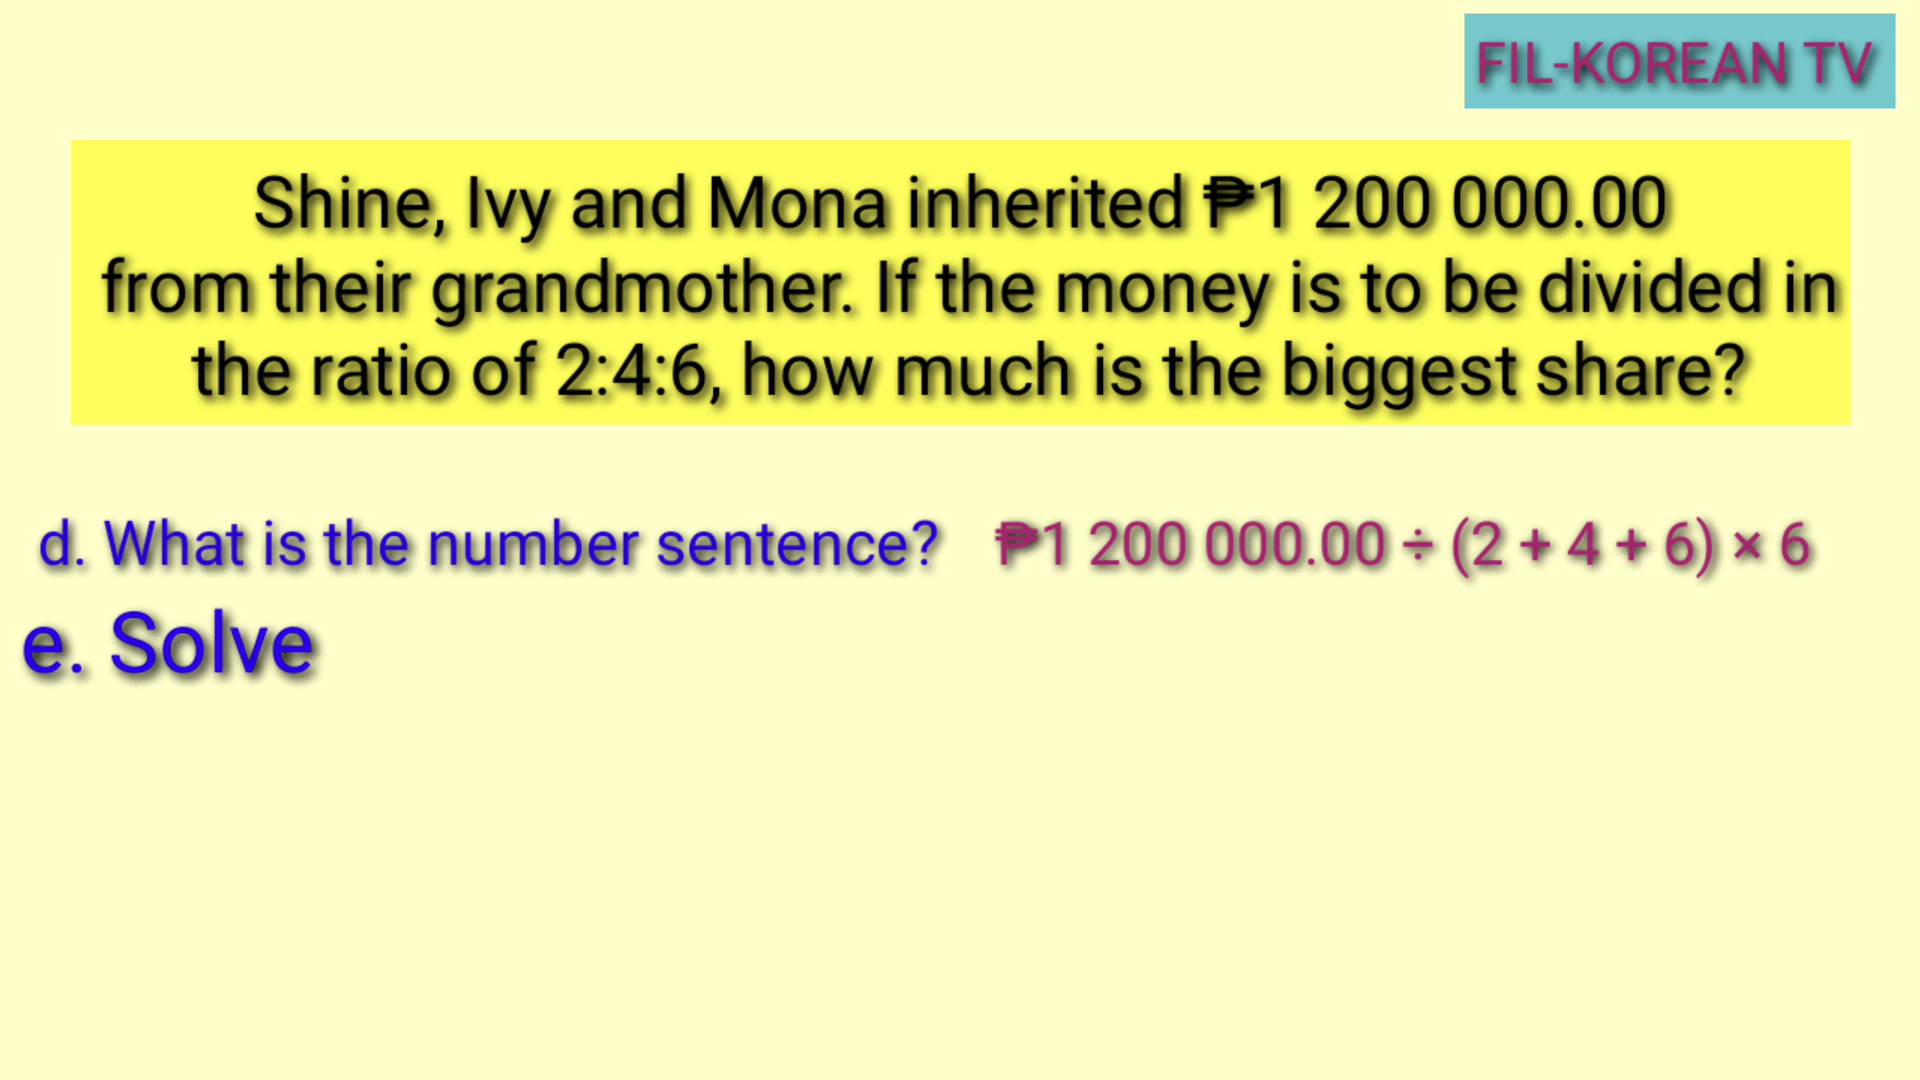 FIL-KOREAN TV
Shine, Ivy and Mona inherited ₱1 200 000.00
from their grandmother. If the money is to be divided in
the ratio of 2:4:6, how much is the biggest share?
d. What is the number sentence? ₱1 200 000.00 ÷ (2 + 4 + 6) × 6
e. Solve